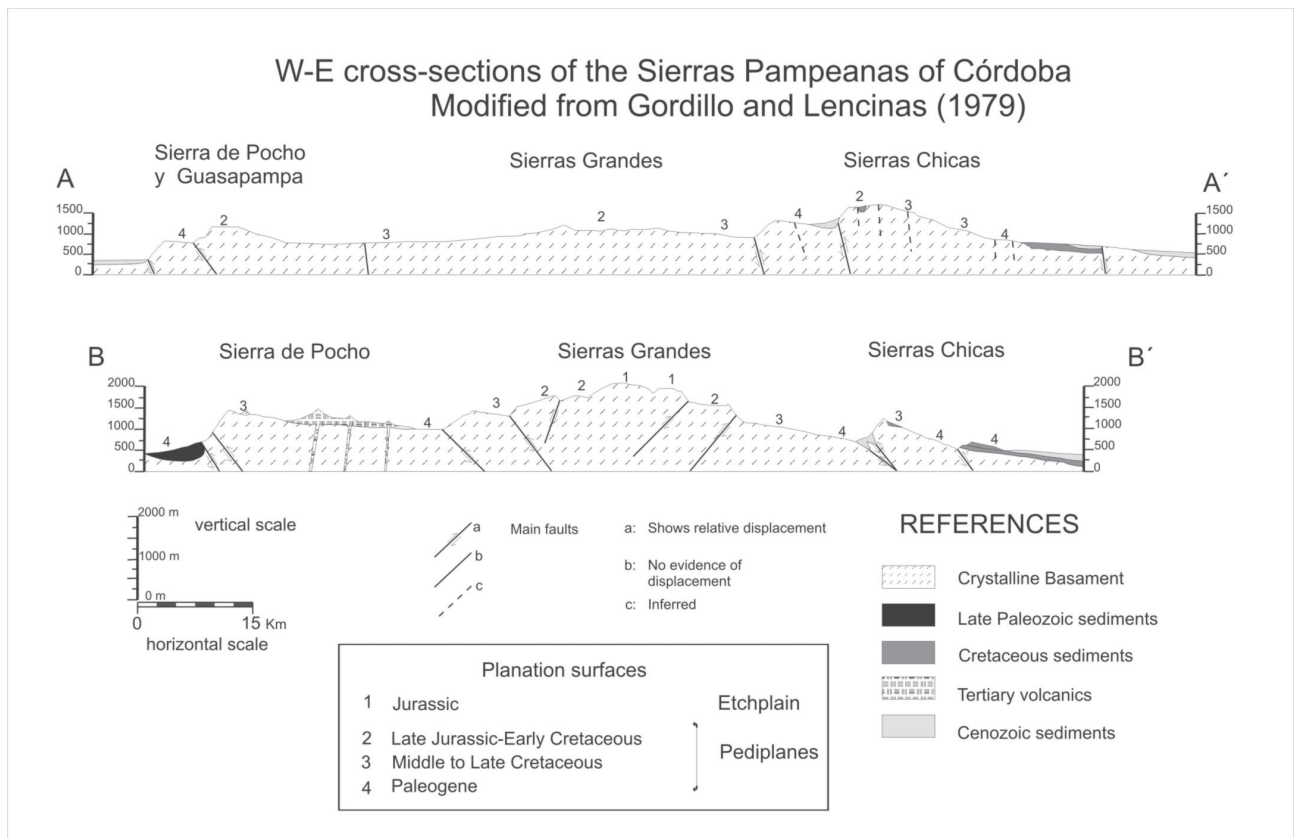 W-E cross-sections of the Sierras Pampeanas of Córdoba
Modified from Gordillo and Lencinas (1979)
Sierra de Pocho
y Guasapampa
Sierras Grandes
Sierras Chicas
A
A´
1500
1000
500
0
4
2
3
2
3
4
2
3
3
4
1500
1000
500
0
B
Sierra de Pocho
Sierras Grandes
Sierras Chicas
B´
2000
1500
1000
500
0
4
3
4
3
2
2
1
1
2
3
4
3
4
2000
1500
1000
500
0
2000 m
vertical scale
1000 m
0 m
0
15 Km
horizontal scale
a
b
c
Main faults
a: Shows relative displacement
b: No evidence of
displacement
c: Inferred
REFERENCES
Crystalline Basament
Late Paleozoic sediments
Cretaceous sediments
Tertiary volcanics
Cenozoic sediments
Planation surfaces
1 Jurassic
Etchplain
2 Late Jurassic-Early Cretaceous
3 Middle to Late Cretaceous
4 Paleogene
Pediplanes